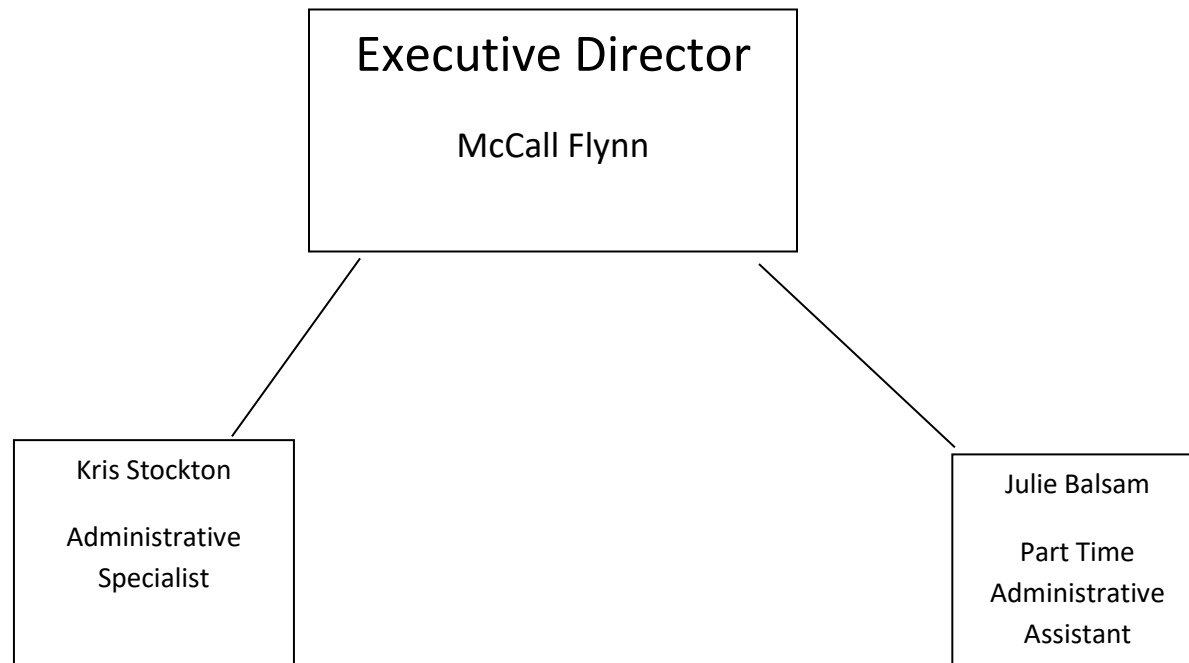 Executive Director
McCall Flynn
Kris Stockton
Administrative
Specialist
Julie Balsam
Part Time
Administrative
Assistant